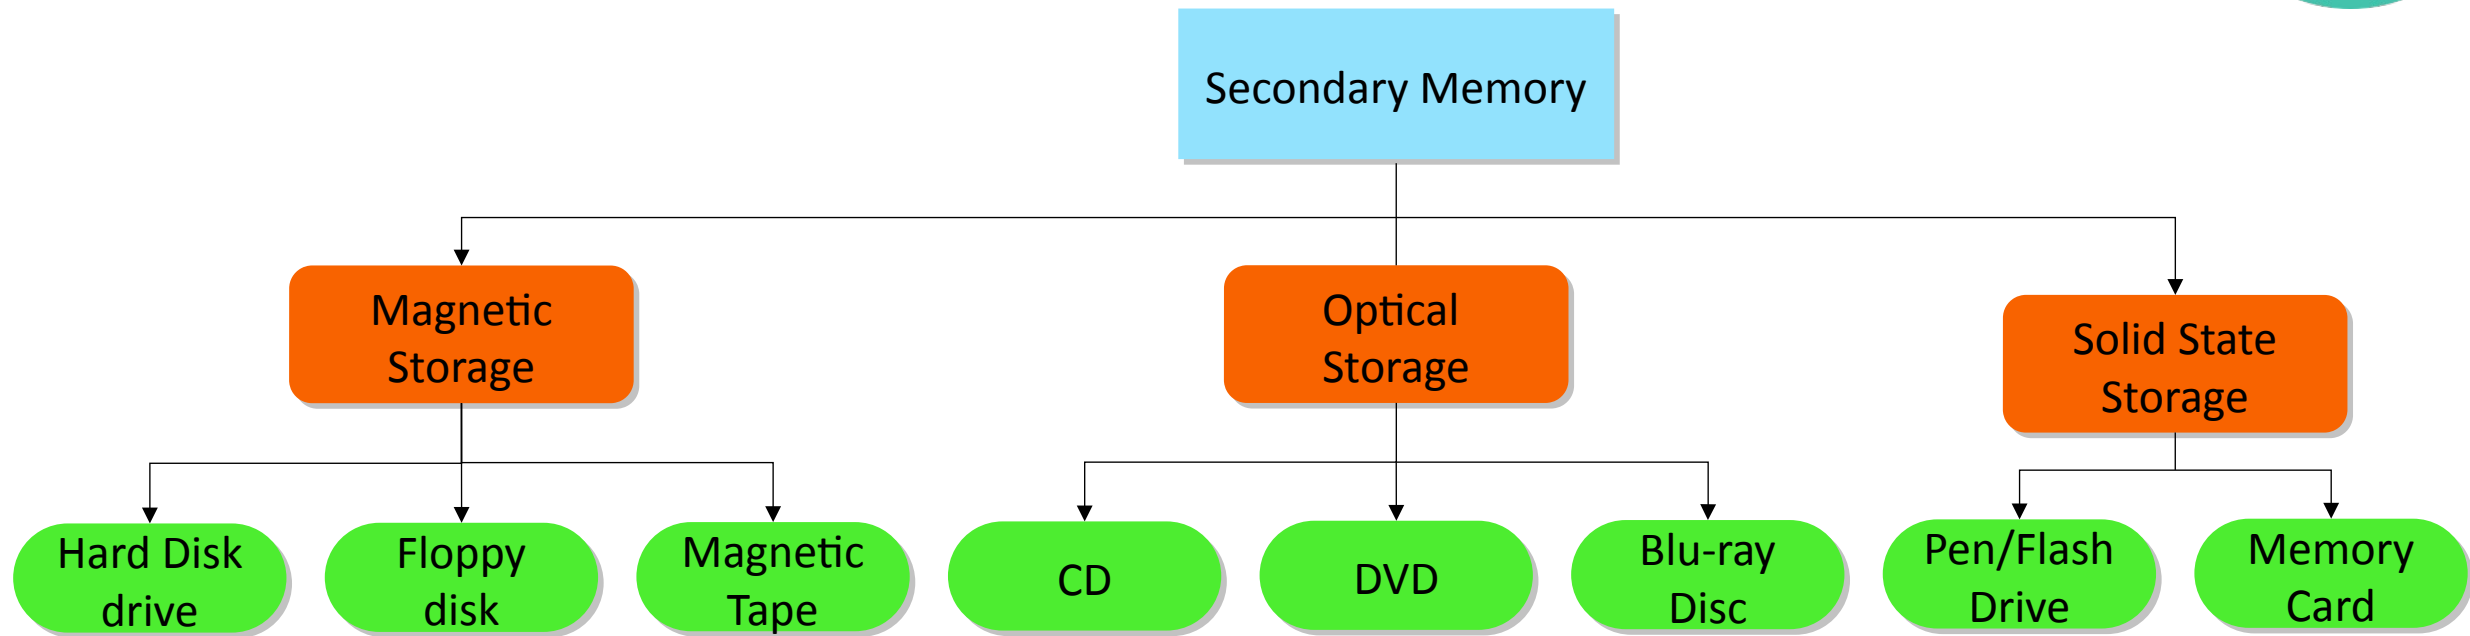 Secondary Memory
Magnetic
Storage
Optical
Storage
Solid State
Storage
Hard Disk
drive
Floppy
disk
Magnetic
Tape
CD
DVD
Blu-ray
Disc
Pen/Flash
Drive
Memory
Card